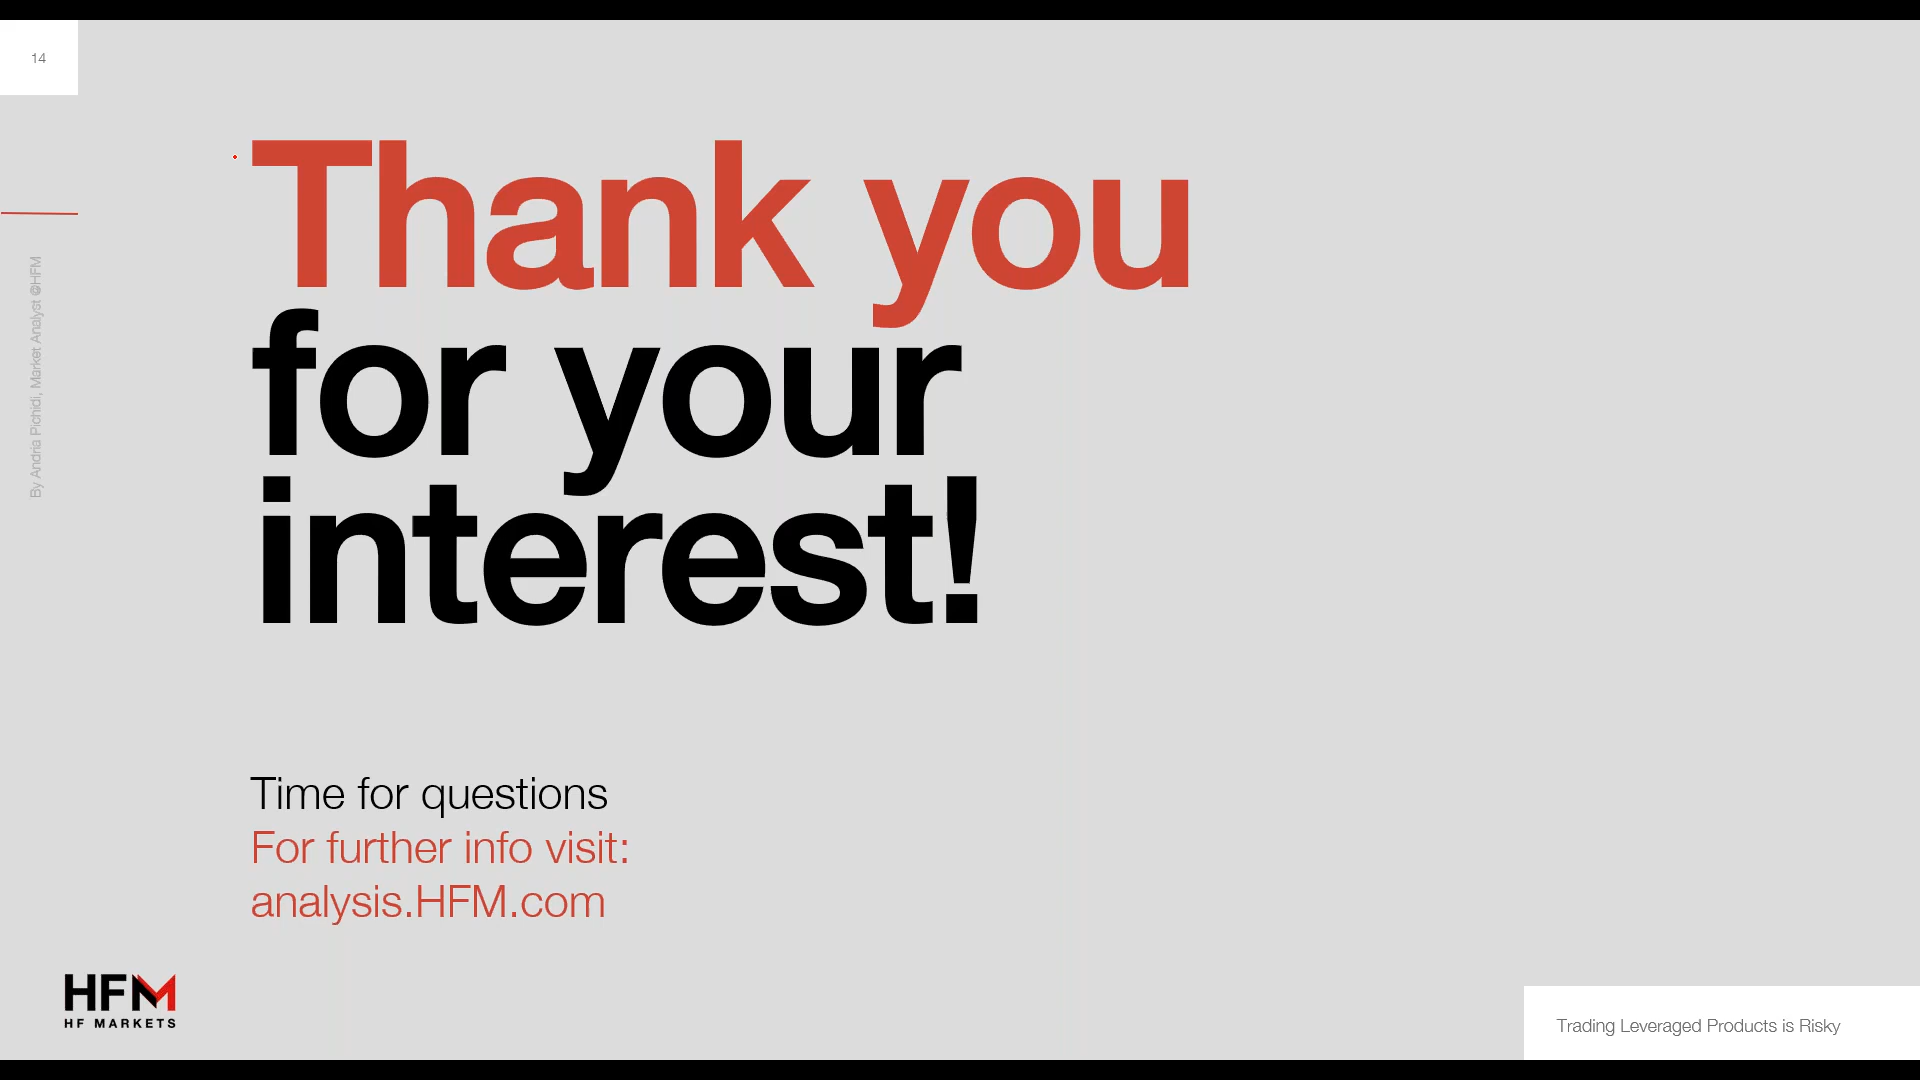 14
By Andria Pichidi, Market Analyst @HFM
Thank you
for your
interest!
Time for questions
For further info visit:
analysis.HFM.com
HFM
HF MARKETS
Trading Leveraged Products is Risky